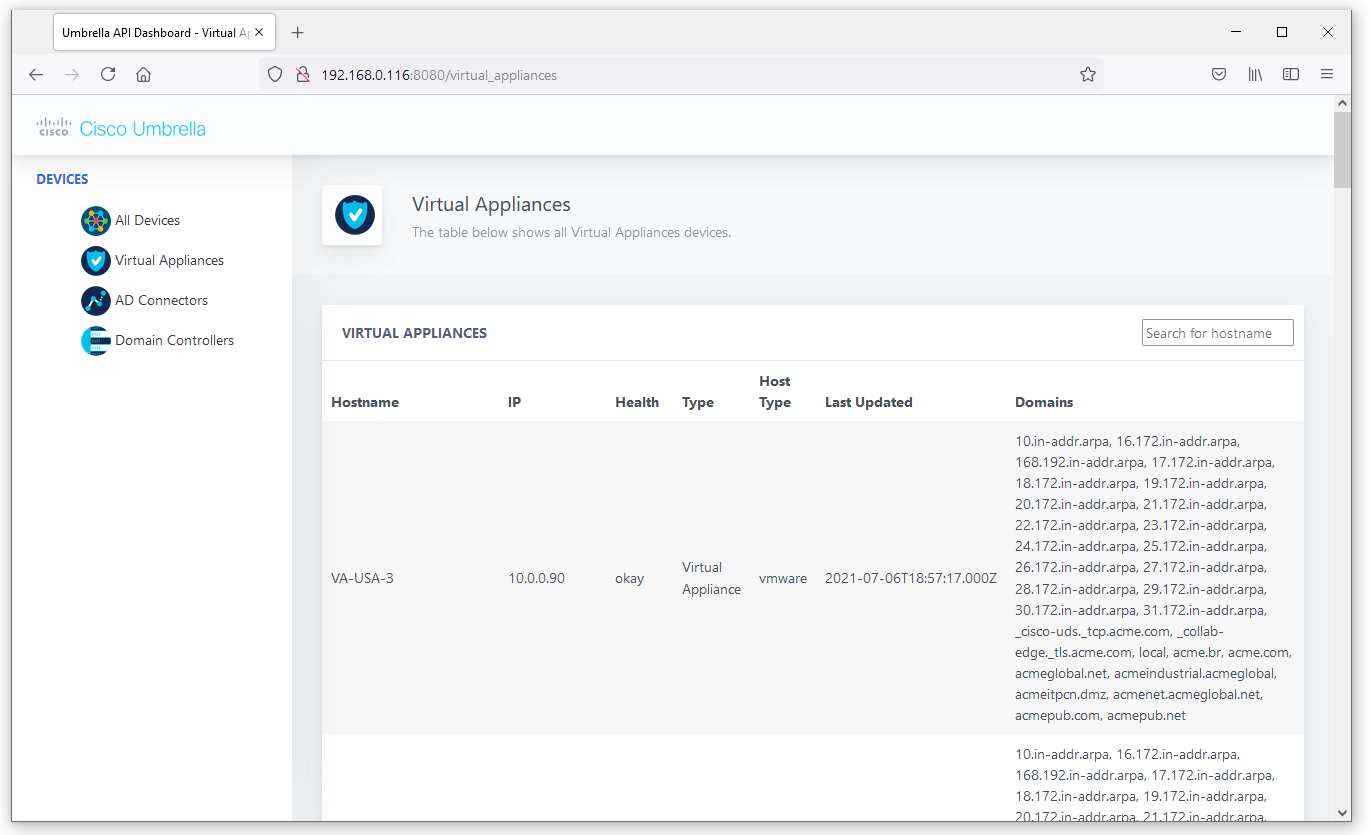 Umbrella API Dashboard - Virtual Ap
192.168.0.116:8080/virtual_appliances
cisco Cisco Umbrella
DEVICES
All Devices
Virtual Appliances
AD Connectors
Domain Controllers
Virtual Appliances
The table below shows all Virtual Appliances devices.
VIRTUAL APPLIANCES
Search for hostname
Hostname IP Health Type Host Type Last Updated Domains
VA-USA-3 10.0.0.90 okay Virtual Appliance vmware 2021-07-06T18:57:17.000Z
10.in-addr.arpa, 16.172.in-addr.arpa,
168.192.in-addr.arpa, 17.172.in-addr.arpa,
18.172.in-addr.arpa, 19.172.in-addr.arpa,
20.172.in-addr.arpa, 21.172.in-addr.arpa,
22.172.in-addr.arpa, 23.172.in-addr.arpa,
24.172.in-addr.arpa, 25.172.in-addr.arpa,
26.172.in-addr.arpa, 27.172.in-addr.arpa,
28.172.in-addr.arpa, 29.172.in-addr.arpa,
30.172.in-addr.arpa, 31.172.in-addr.arpa,
_cisco-uds._tcp.acme.com, _collab-
edge._tls.acme.com, local, acme.br, acme.com,
acmeglobal.net, acmeindustrial.acmeglobal,
acmeitpcn.dmz, acmenet.acmeglobal.net,
acmepub.com, acmepub.net
10.in-addr.arpa, 16.172.in-addr.arpa,
168.192.in-addr.arpa, 17.172.in-addr.arpa,
18.172.in-addr.arpa, 19.172.in-addr.arpa,
20.172.in-addr.arpa, 21.172.in-addr.arpa,